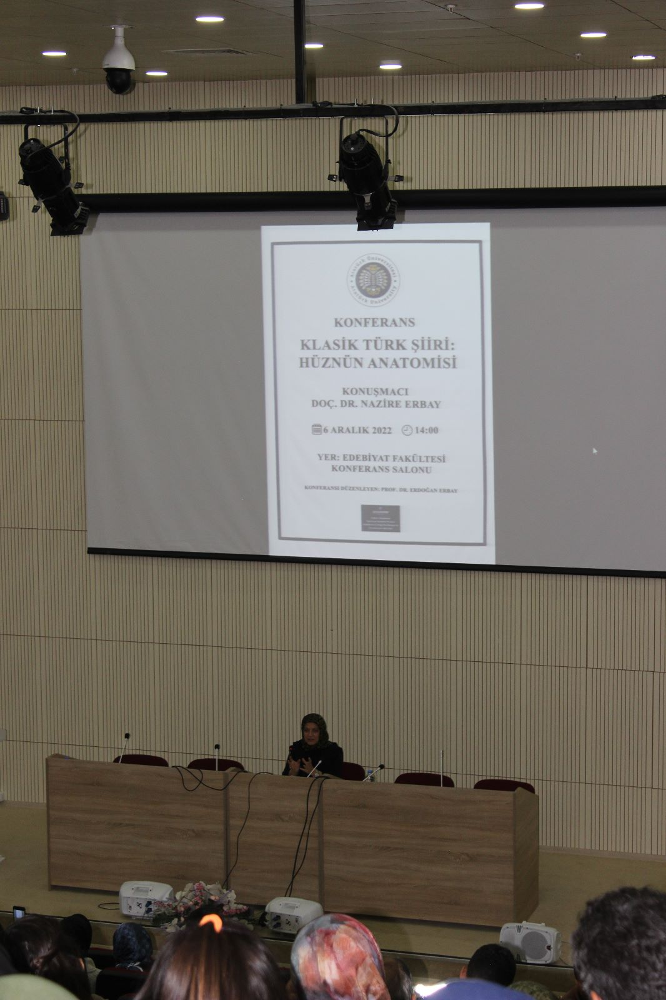 Atatürk Üniversitesi
Atatürk University
KONFERANS
KLASİK TÜRK ŞİİRİ:
HÜZNÜN ANATOMİSİ
KONUŞMACI
DOÇ. DR. NAZİRE ERBAY
6 ARALIK 2022 14:00
YER: EDEBİYAT FAKÜLTESİ
KONFERANS SALONU
KONFERANSI DÜZENLEYEN: PROF. DR. ERDOĞAN ERBAY